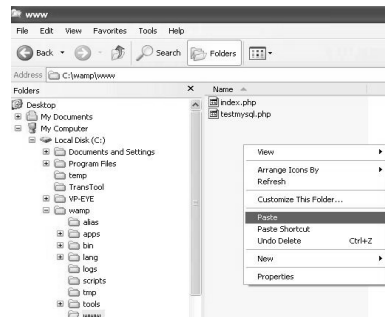 www
File Edit View Favorites Tools Help
Back Search Folders
Address C:\wamp\www
Folders × Name
Desktop
My Documents
My Computer
Local Disk (C:)
Documents and Settings
Program Files
temp
TransTool
VP-EYE
wamp
alias
apps
bin
lang
logs
scripts
tmp
tools
www
index.php
testmysql.php
View
Arrange Icons By
Refresh
Customize This Folder...
Paste
Paste Shortcut
Undo Delete Ctrl+Z
New
Properties